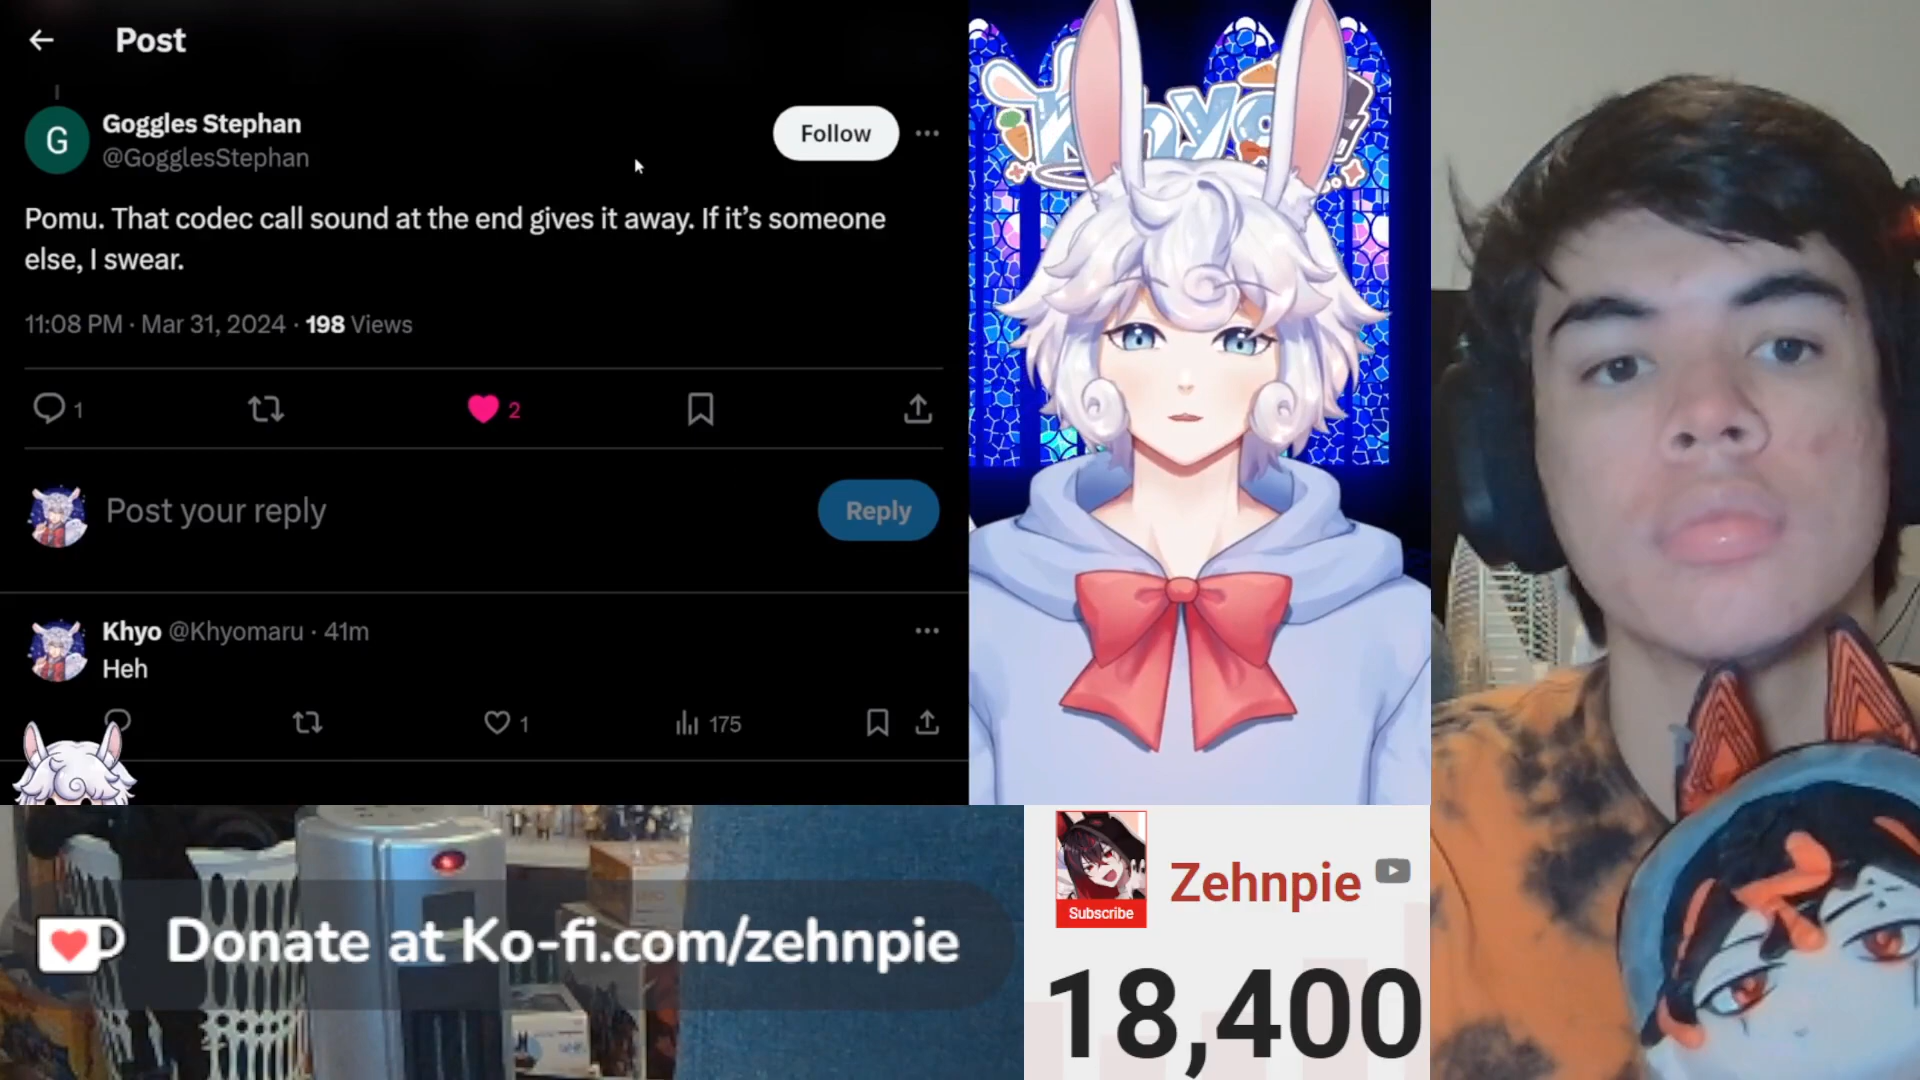 Post
G
Goggles Stephan
@GogglesStephan
Follow
Pomu. That codec call sound at the end gives it away. If it’s someone
else, I swear.
11:08 PM · Mar 31, 2024 · 198 Views
1
2
Post your reply
Reply
Khyo @Khyomaru · 41m
Heh
1
175
Donate at Ko-fi.com/zehnpie
Subscribe
Zehnpie
18,400